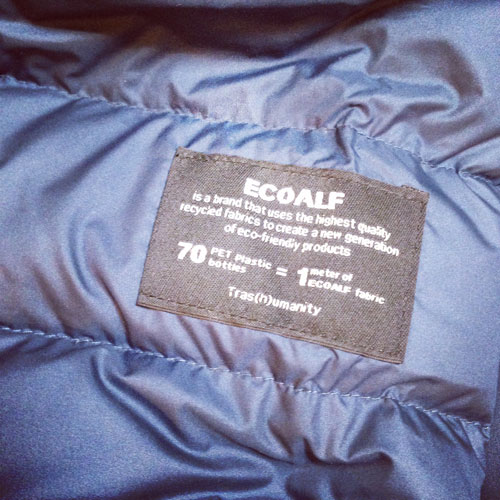 ECOALF
is a brand that uses the highest quality
recycled fabrics to create a new generation
of eco-friendly products
70 PET Plastic bottles = 1 meter of ECOALF fabric
Tras(h)umanity